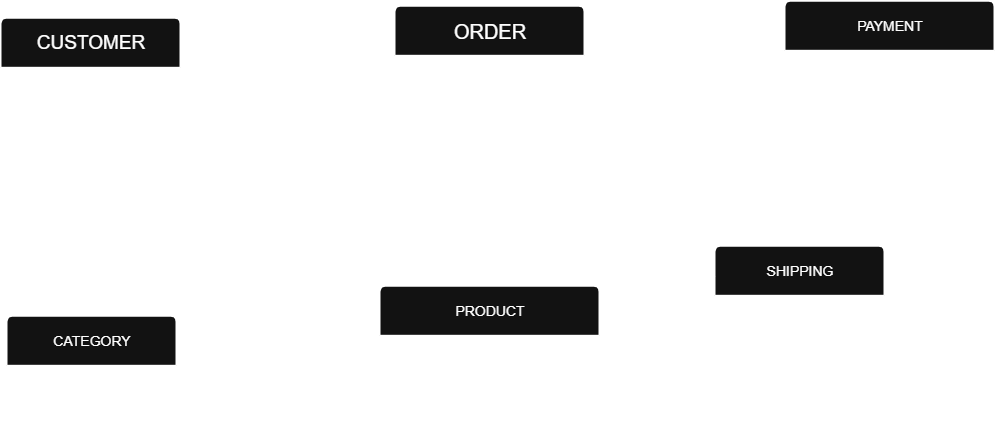 CUSTOMER
ORDER
PAYMENT
SHIPPING
PRODUCT
CATEGORY